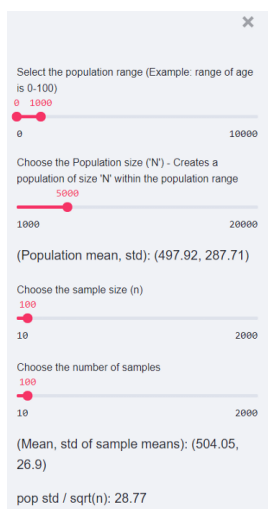 ×
Select the population range (Example: range of age
is 0-100)
0 1000
0 10000
Choose the Population size ('N') - Creates a
population of size 'N' within the population range
5000
1000 20000
(Population mean, std): (497.92, 287.71)
Choose the sample size (n)
100
10 2000
Choose the number of samples
100
10 2000
(Mean, std of sample means): (504.05,
26.9)
pop std / sqrt(n): 28.77